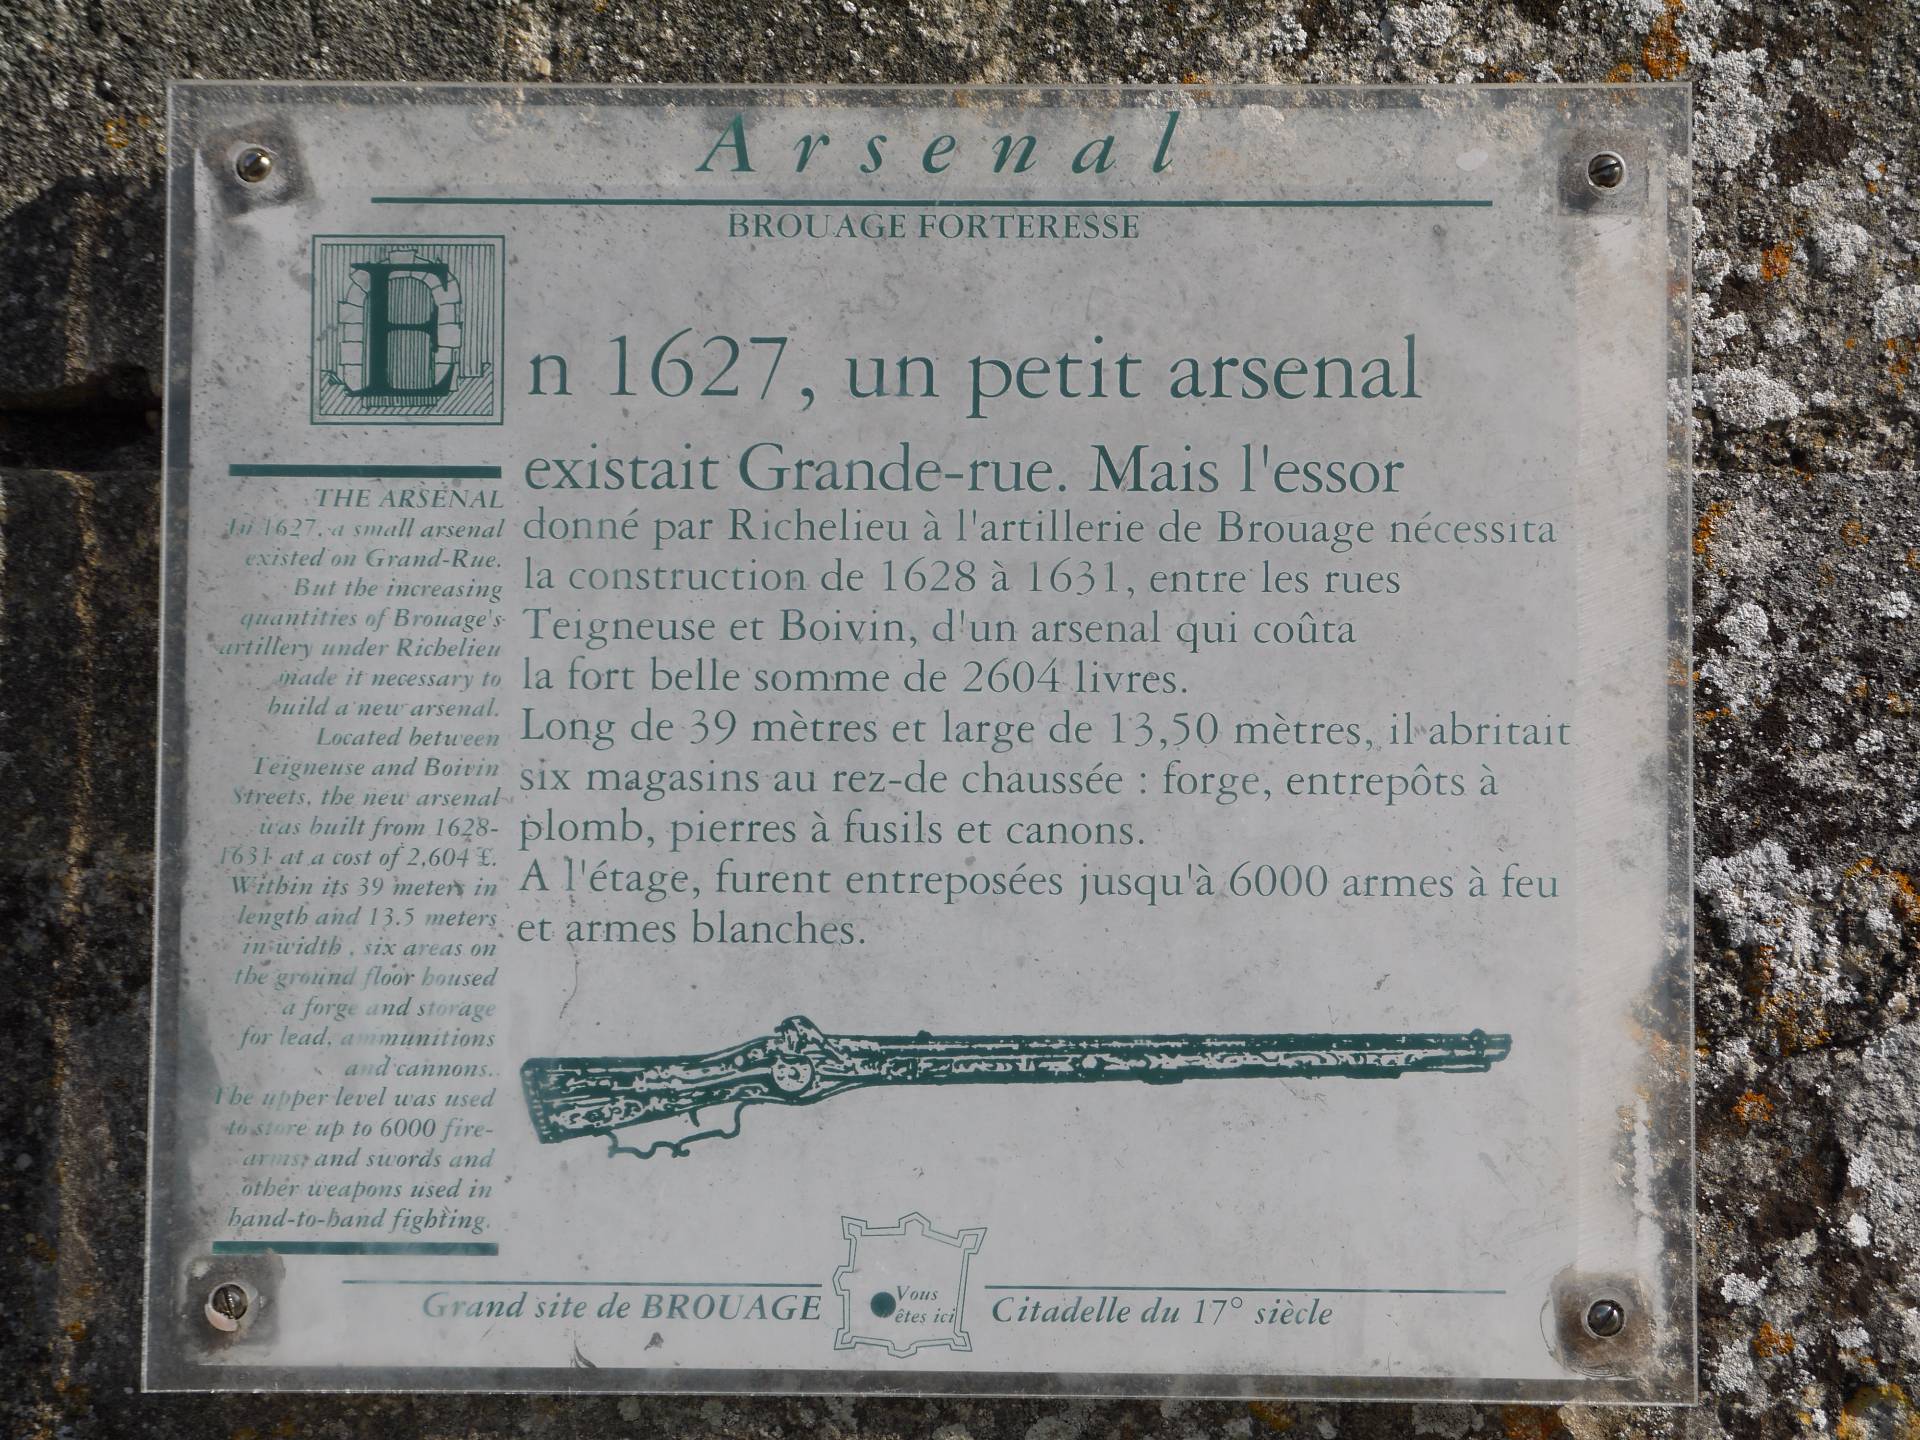 Arsenal
BROUAGE FORTERESSE
En 1627, un petit arsenal
existait Grande-rue. Mais l'essor
donné par Richelieu à l'artillerie de Brouage nécessita
la construction de 1628 à 1631, entre les rues
Teigneuse et Boivin, d'un arsenal qui coûta
la fort belle somme de 2604 livres.
Long de 39 mètres et large de 13,50 mètres, il abritait
six magasins au rez-de chaussée : forge, entrepôts à
plomb, pierres à fusils et canons.
A l'étage, furent entreposées jusqu'à 6000 armes à feu
et armes blanches.
THE ARSENAL
In 1627, a small arsenal
existed on Grand-Rue.
But the increasing
quantities of Brouage's
artillery under Richelieu
made it necessary to
build a new arsenal.
Located between
Teigneuse and Boivin
Streets, the new arsenal
was built from 1628-
1631 at a cost of 2,604 £.
Within its 39 meters in
length and 13.5 meters
in width, six areas on
the ground floor housed
a forge and storage
for lead, ammunitions
and cannons.
The upper level was used
to store up to 6000 fire-
arms, and swords and
other weapons used in
hand-to-hand fighting.
Grand site de BROUAGE
Vous
êtes ici
Citadelle du 17° siècle